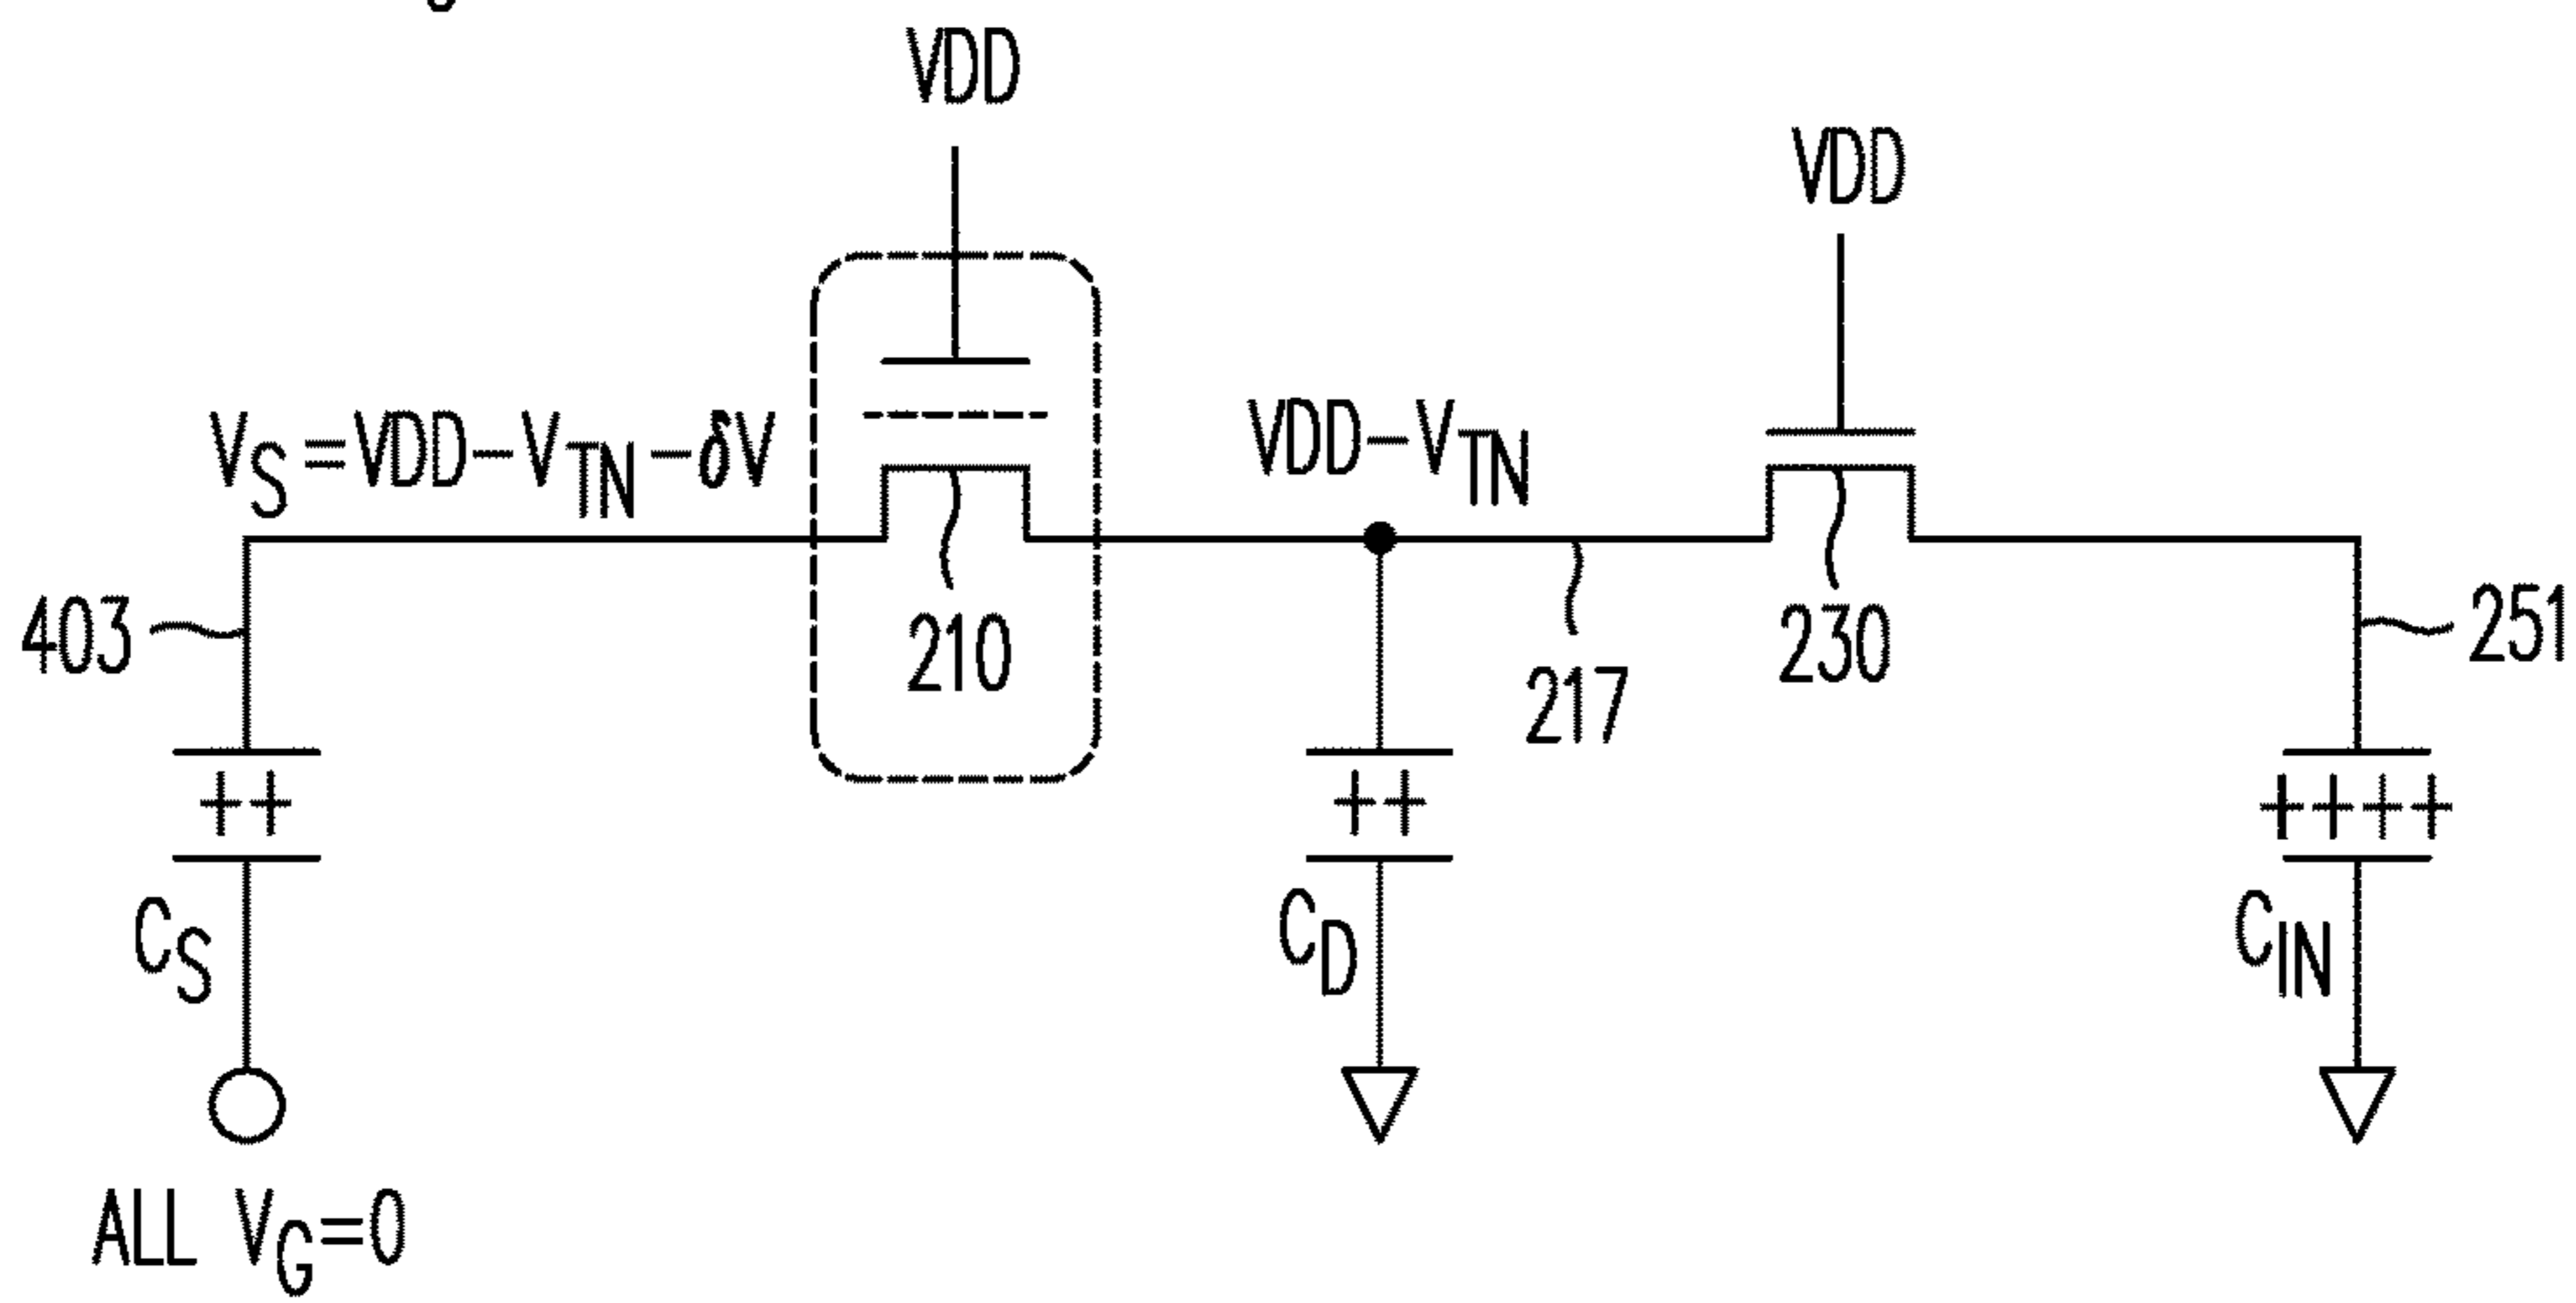 VDD
VDD
V_S=VDD-V_TN-δV
VDD-V_TN
403
210
217
230
251
++
++
++++
C_S
C_D
C_IN
ALL V_G=0